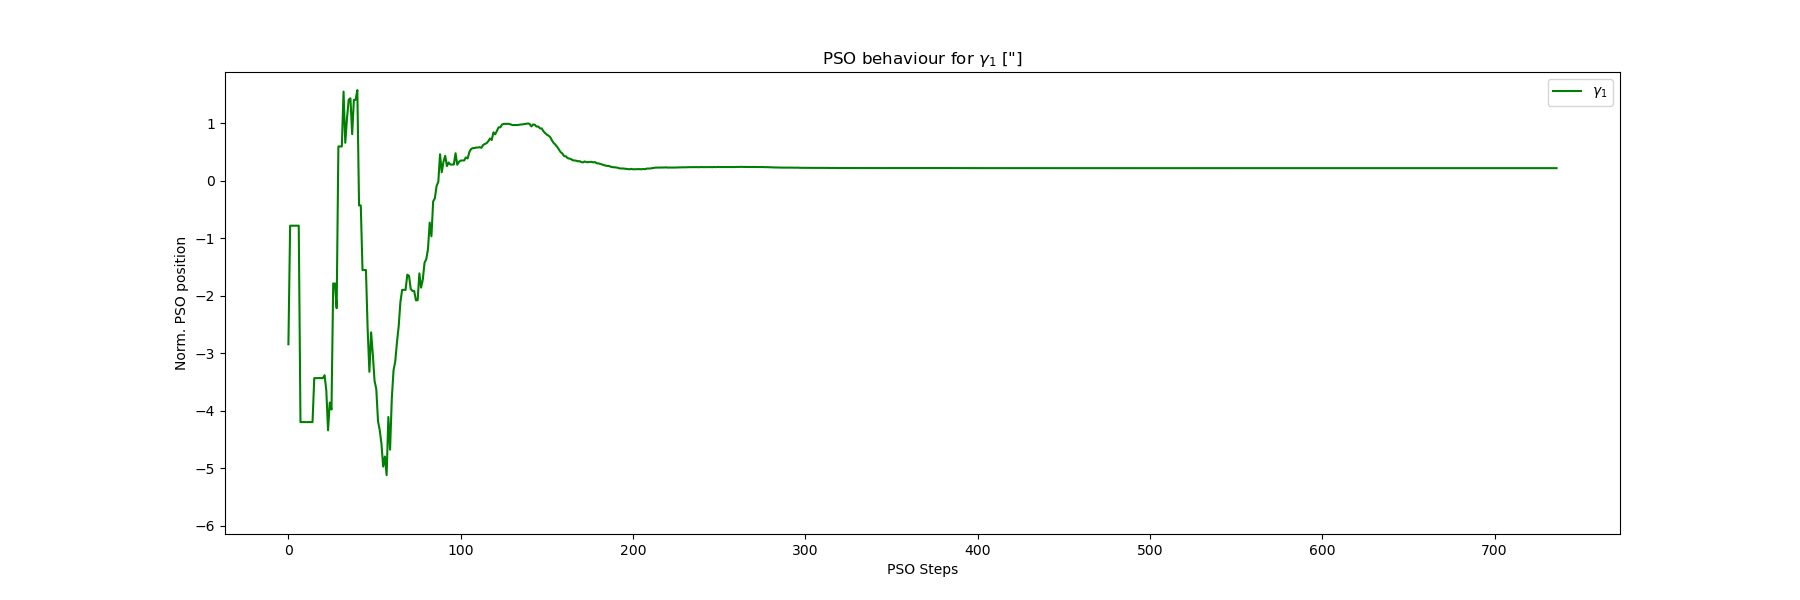 PSO behaviour for γ₁ ["]
γ₁
Norm. PSO position
1
0
−1
−2
−3
−4
−5
−6
0 100 200 300 400 500 600 700
PSO Steps